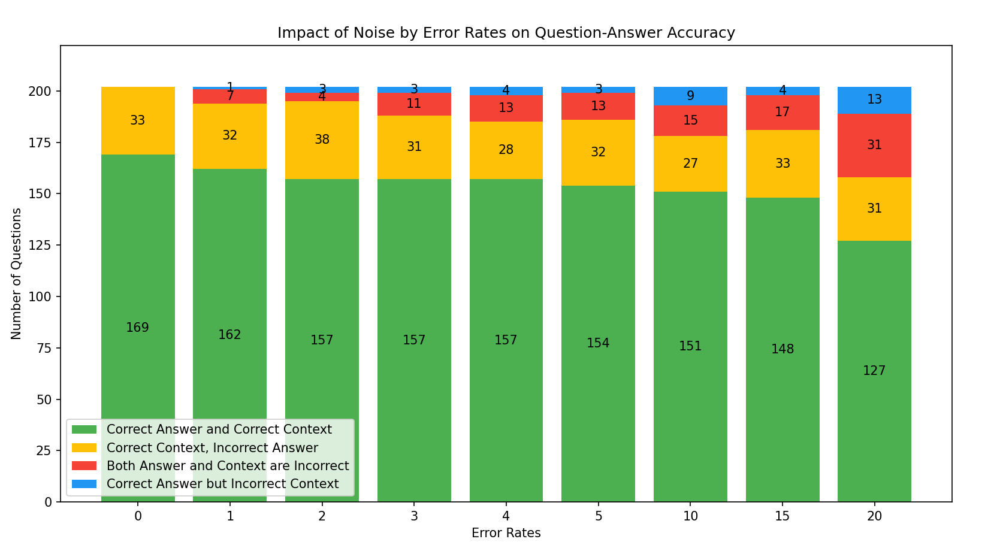 Impact of Noise by Error Rates on Question-Answer Accuracy
Number of Questions
200
175
150
125
100
75
50
25
0
1 3 3 4 3 9 4 13
7 4 11 13 13 15 17 31
33 32 38 31 28 32 27 33 31
169 162 157 157 157 154 151 148 127
Correct Answer and Correct Context
Correct Context, Incorrect Answer
Both Answer and Context are Incorrect
Correct Answer but Incorrect Context
0 1 2 3 4 5 10 15 20
Error Rates